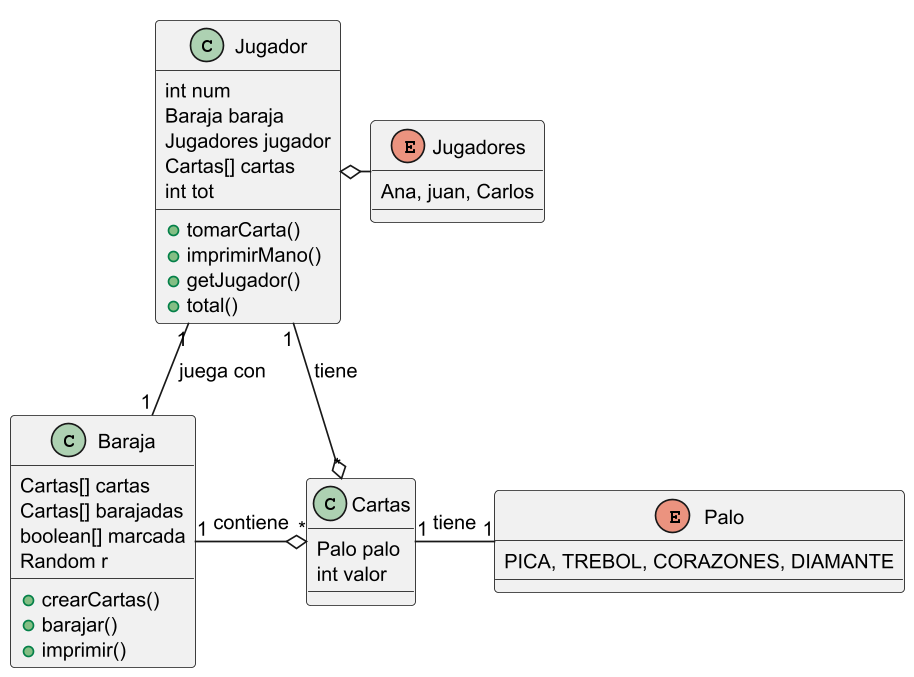 C Jugador
int num
Baraja baraja
Jugadores jugador
Cartas[] cartas
int tot
tomarCarta()
imprimirMano()
getJugador()
total()
E Jugadores
Ana, juan, Carlos
1
juega con
1
1
tiene
*
C Baraja
Cartas[] cartas
Cartas[] barajadas
boolean[] marcada
Random r
crearCartas()
barajar()
imprimir()
1 contiene *
C Cartas
Palo palo
int valor
1 tiene 1
E Palo
PICA, TREBOL, CORAZONES, DIAMANTE